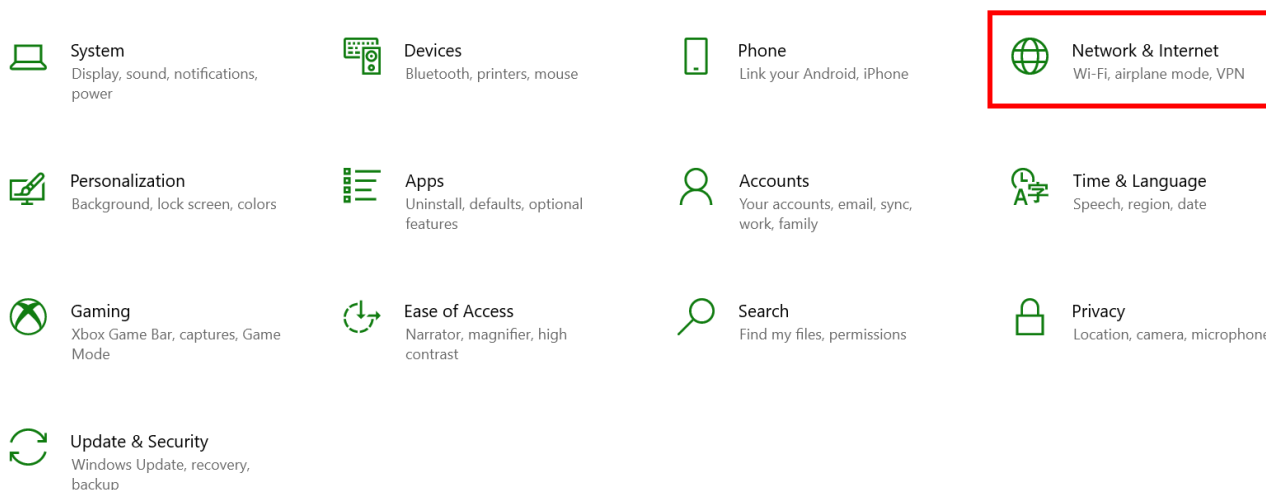 System
Display, sound, notifications,
power
Devices
Bluetooth, printers, mouse
Phone
Link your Android, iPhone
Network & Internet
Wi-Fi, airplane mode, VPN
Personalization
Background, lock screen, colors
Apps
Uninstall, defaults, optional
features
Accounts
Your accounts, email, sync,
work, family
Time & Language
Speech, region, date
Gaming
Xbox Game Bar, captures, Game
Mode
Ease of Access
Narrator, magnifier, high
contrast
Search
Find my files, permissions
Privacy
Location, camera, microphone
Update & Security
Windows Update, recovery,
backup